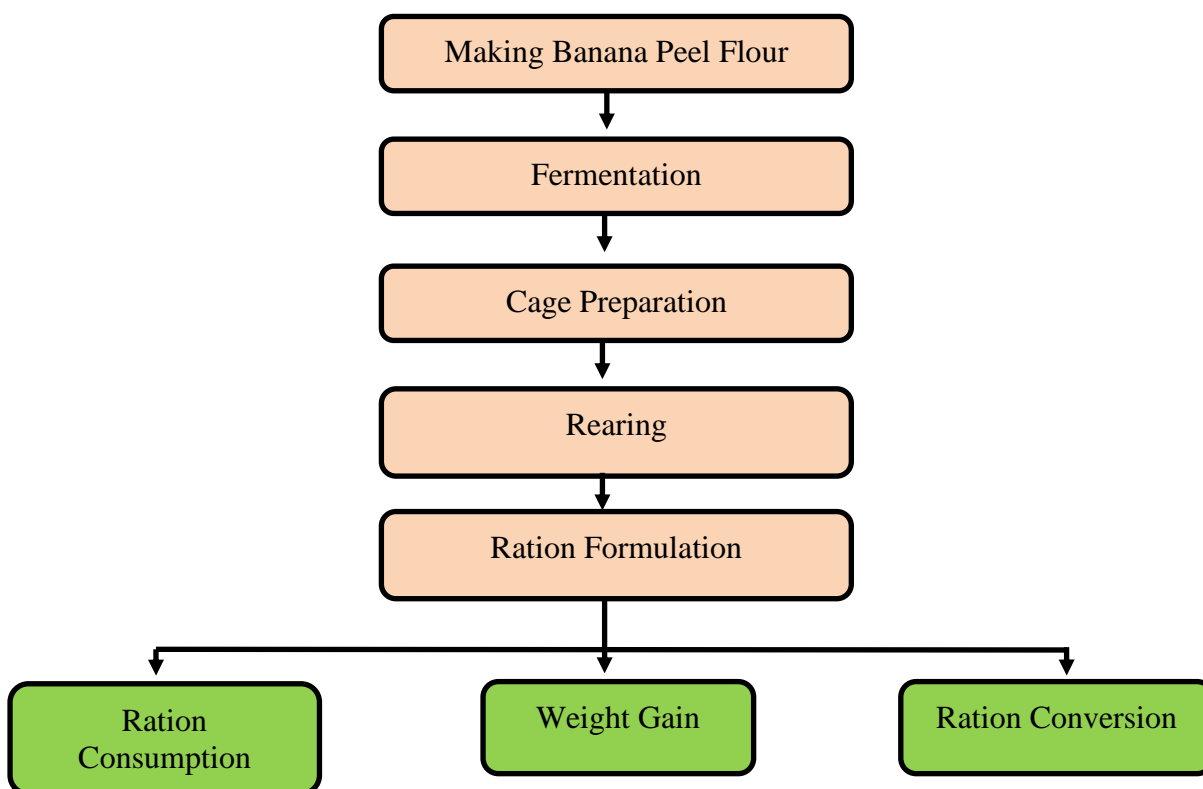 Making Banana Peel Flour
Fermentation
Cage Preparation
Rearing
Ration Formulation
Ration
Consumption
Weight Gain
Ration Conversion